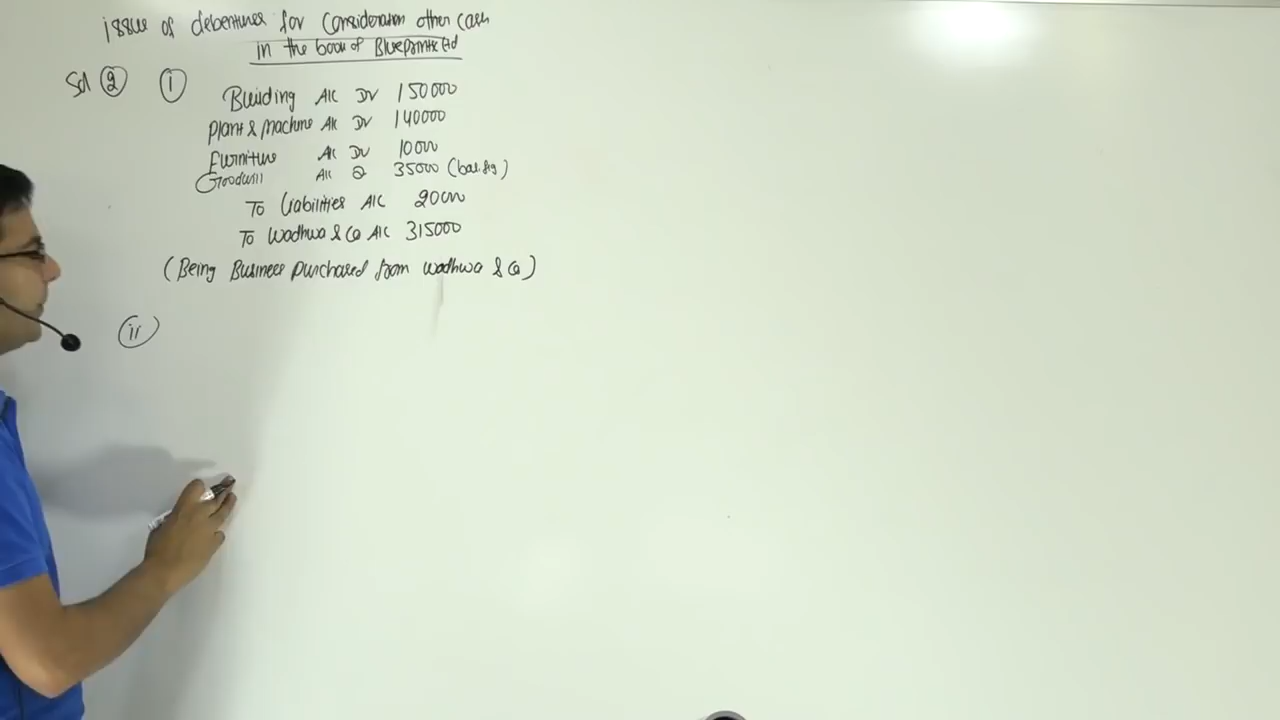 issue of debentures for Consideration other Cash
in the book of Blueprints Ltd
Sol ② ① Building A/C Dr 150000
Plant & Machine A/c Dr 140000
Furniture A/c Dr 10000
Goodwill A/c 35000 (bal. fig)
To Liabilities A/C 20000
To Wadhwa & Co A/C 315000
(Being Business purchased from wadhwa & Co)
ii